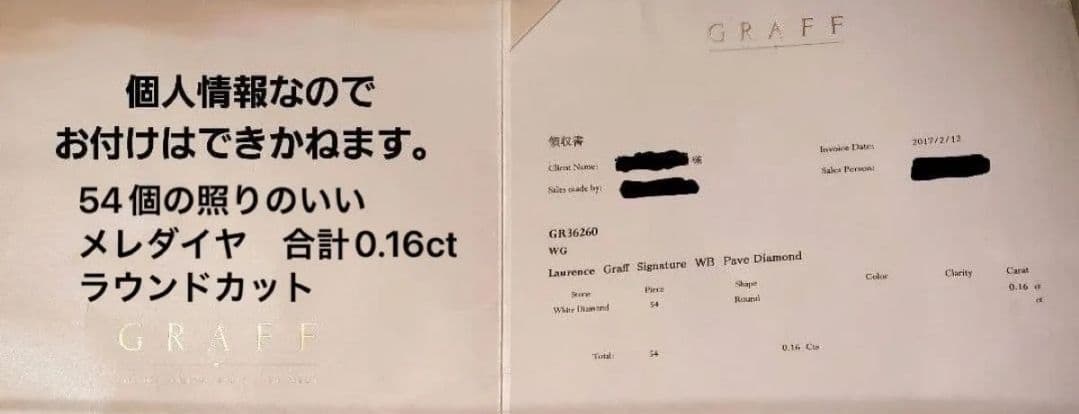 個人情報なので
お付けはできかねます。
54個の照りのいい
メレダイヤ 合計0.16ct
ラウンドカット
GRAFF
GRAFF
領収書
Client Name: 様
Sales made by:
Invoice Date: 2017/2/12
Sales Person:
GR36260
WG
Laurence Graff Signature WB Pave Diamond
Stone Piece Shape Color Clarity Carat
White Diamond 54 Round 0.16 ct
ct
Total: 54 0.16 Cts